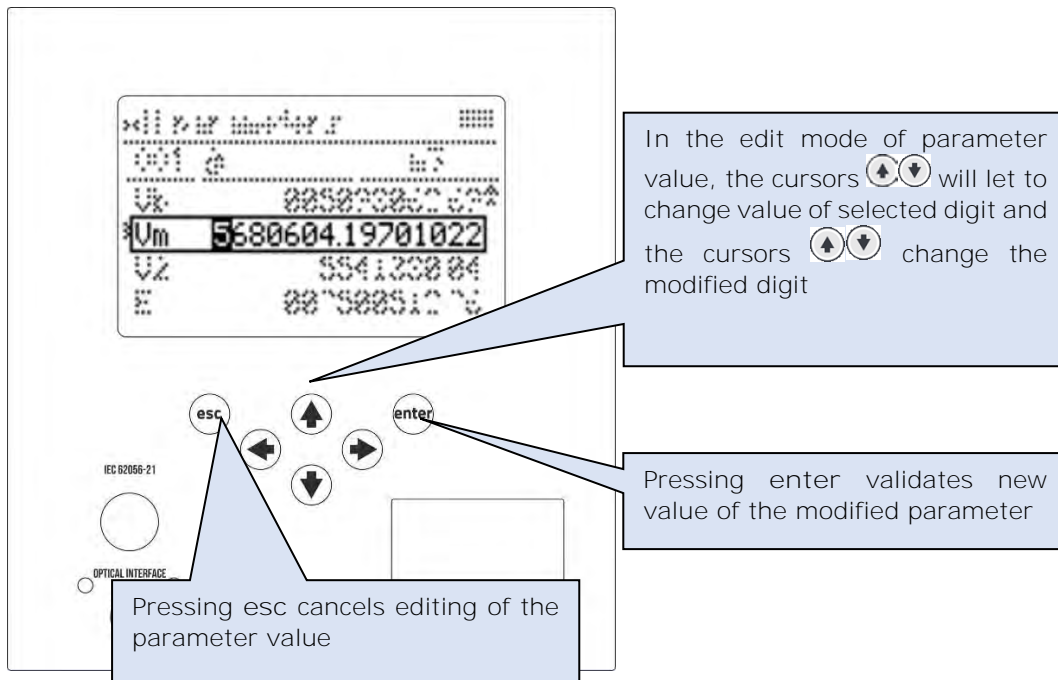 In the edit mode of parameter
value, the cursors will let to
change value of selected digit and
the cursors change the
modified digit
Vm 5680604.19701022
esc
enter
IEC 62056-21
Pressing enter validates new
value of the modified parameter
OPTICAL INTERFACE
Pressing esc cancels editing of the
parameter value